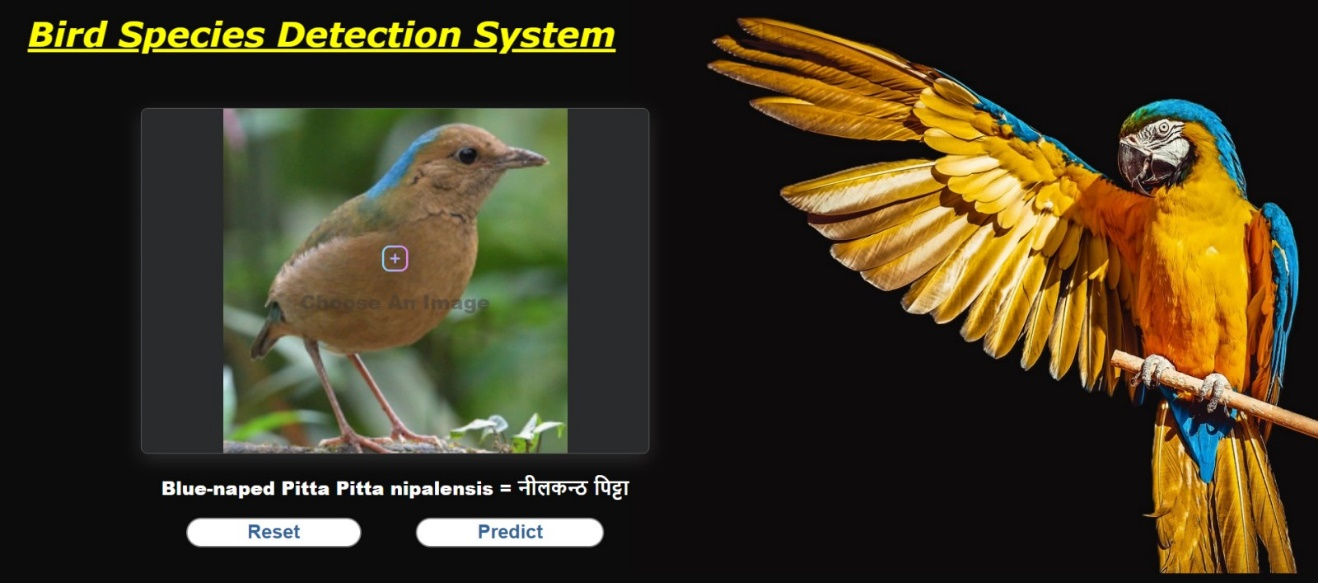 Bird Species Detection System
Choose An Image
Blue-naped Pitta Pitta nipalensis = नीलकन्ठ पिट्टा
Reset
Predict